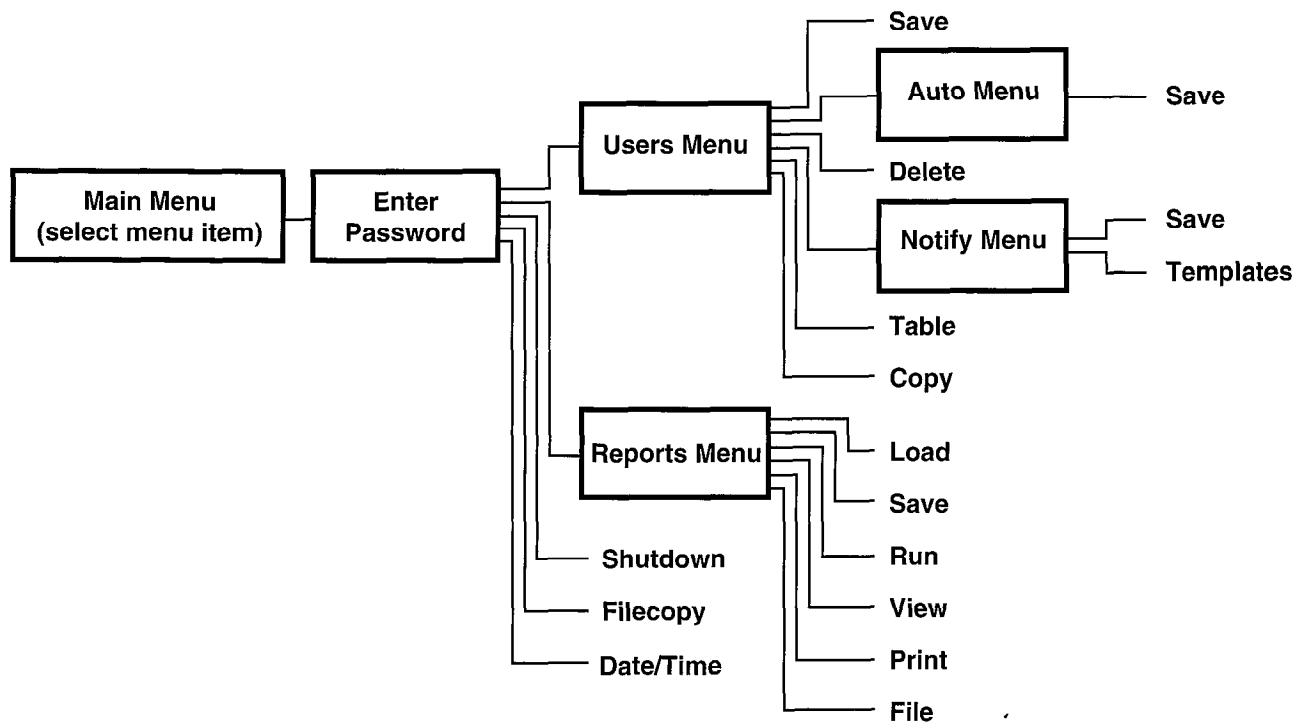 Main Menu
(select menu item)
Enter
Password
Users Menu
Save
Auto Menu
Save
Delete
Notify Menu
Save
Templates
Table
Copy
Reports Menu
Load
Save
Run
View
Print
File
Shutdown
Filecopy
Date/Time